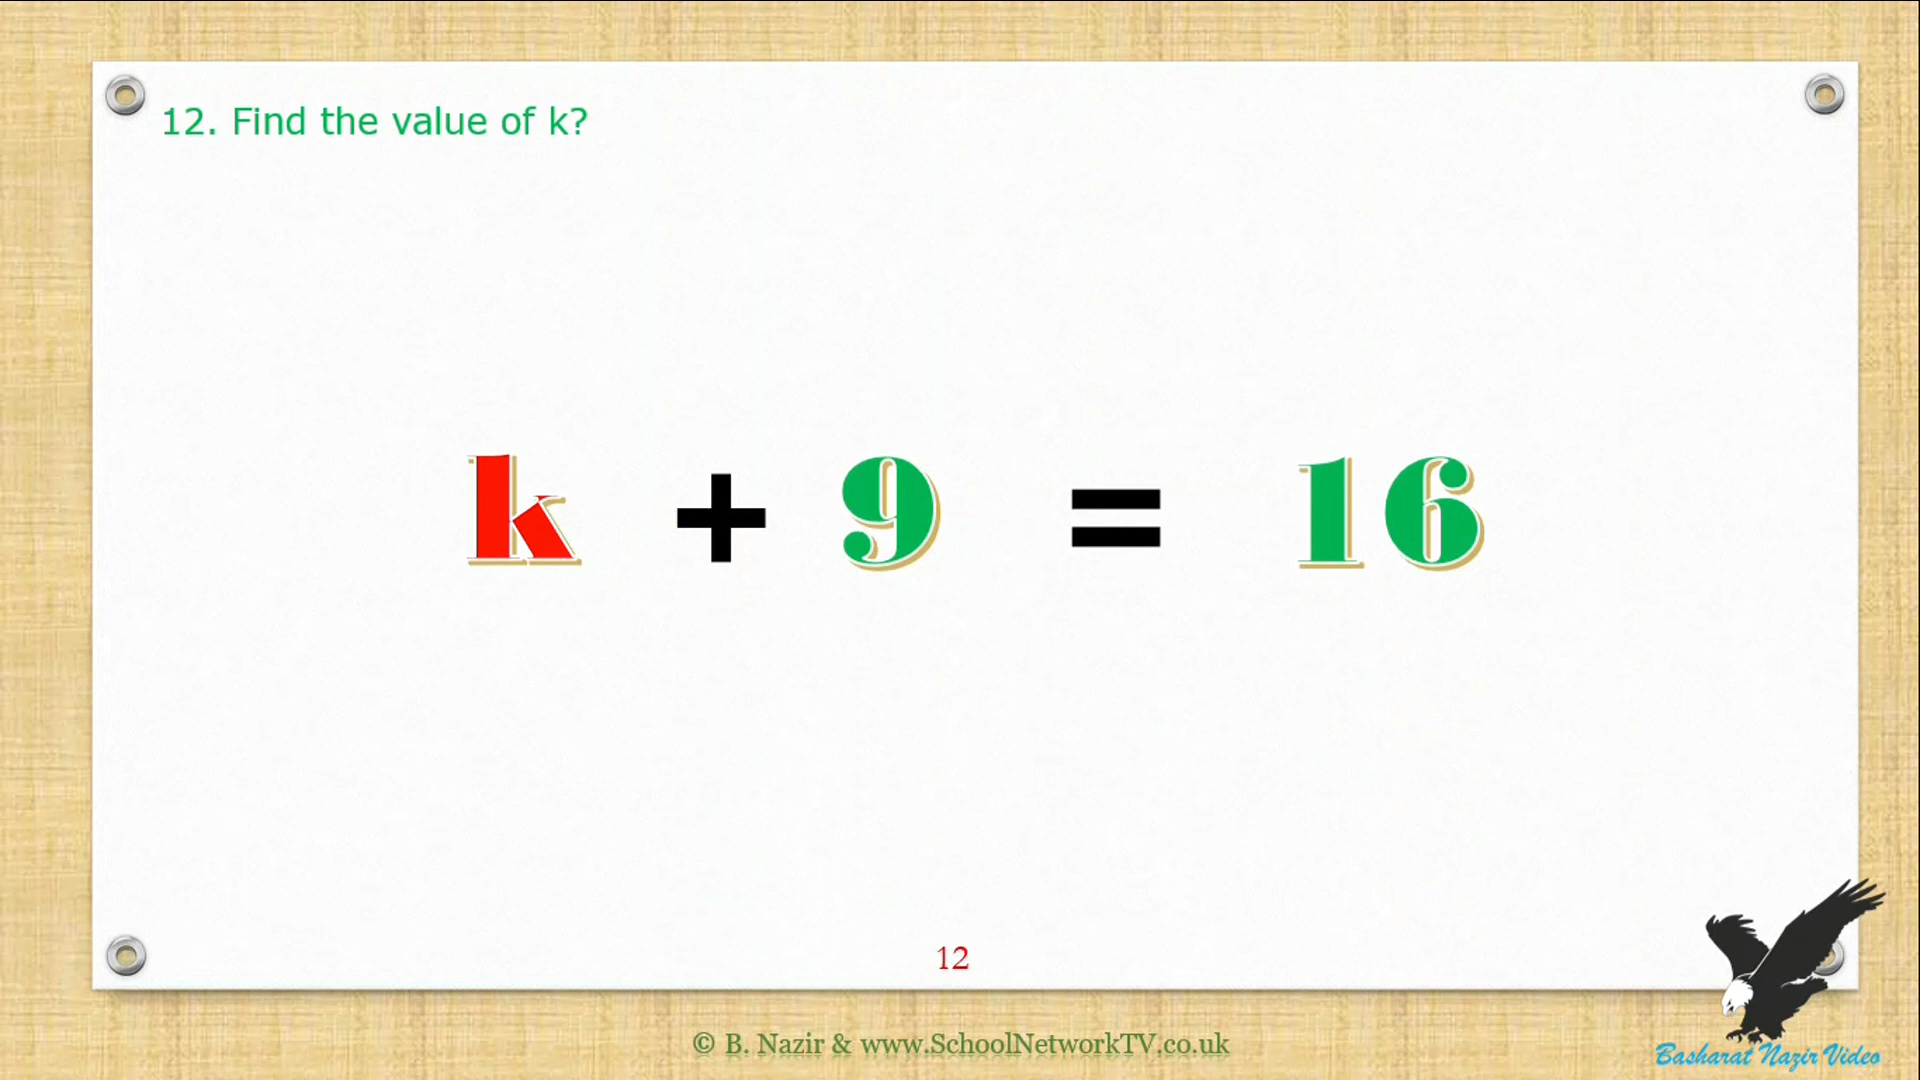 12. Find the value of k?
k + 9 = 16
12
© B. Nazir & www.SchoolNetworkTV.co.uk
Basharat Nazir Video